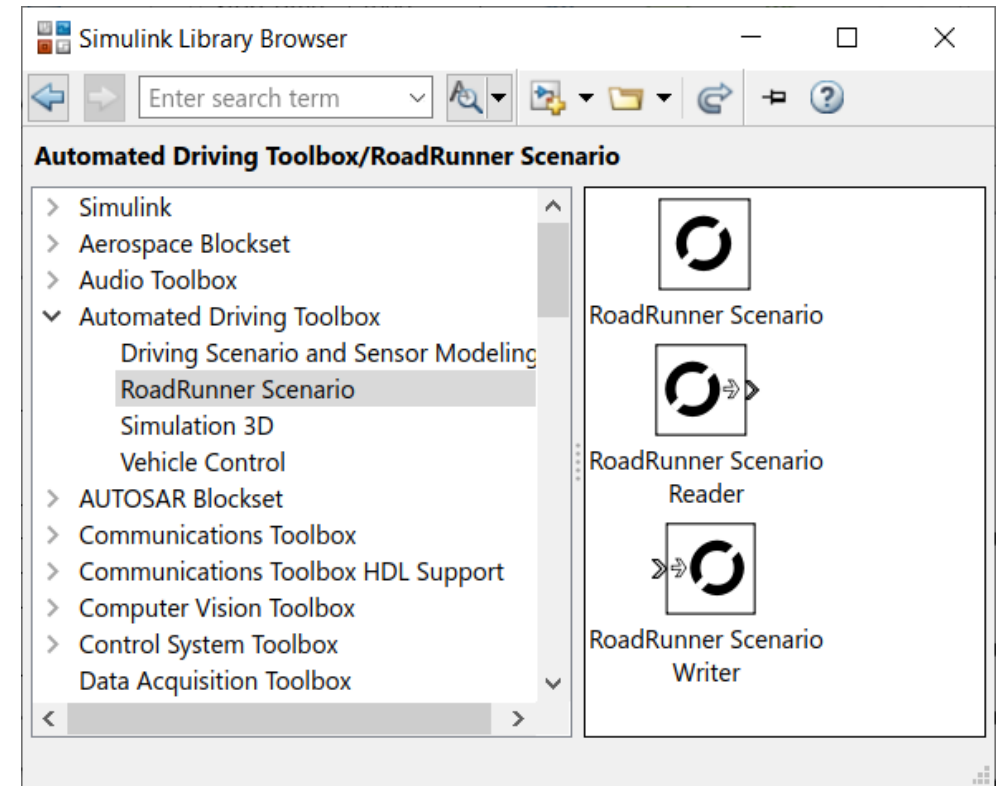 Simulink Library Browser
Enter search term
Automated Driving Toolbox/RoadRunner Scenario
Simulink
Aerospace Blockset
Audio Toolbox
Automated Driving Toolbox
Driving Scenario and Sensor Modeling
RoadRunner Scenario
Simulation 3D
Vehicle Control
AUTOSAR Blockset
Communications Toolbox
Communications Toolbox HDL Support
Computer Vision Toolbox
Control System Toolbox
Data Acquisition Toolbox
RoadRunner Scenario
RoadRunner Scenario
Reader
RoadRunner Scenario
Writer